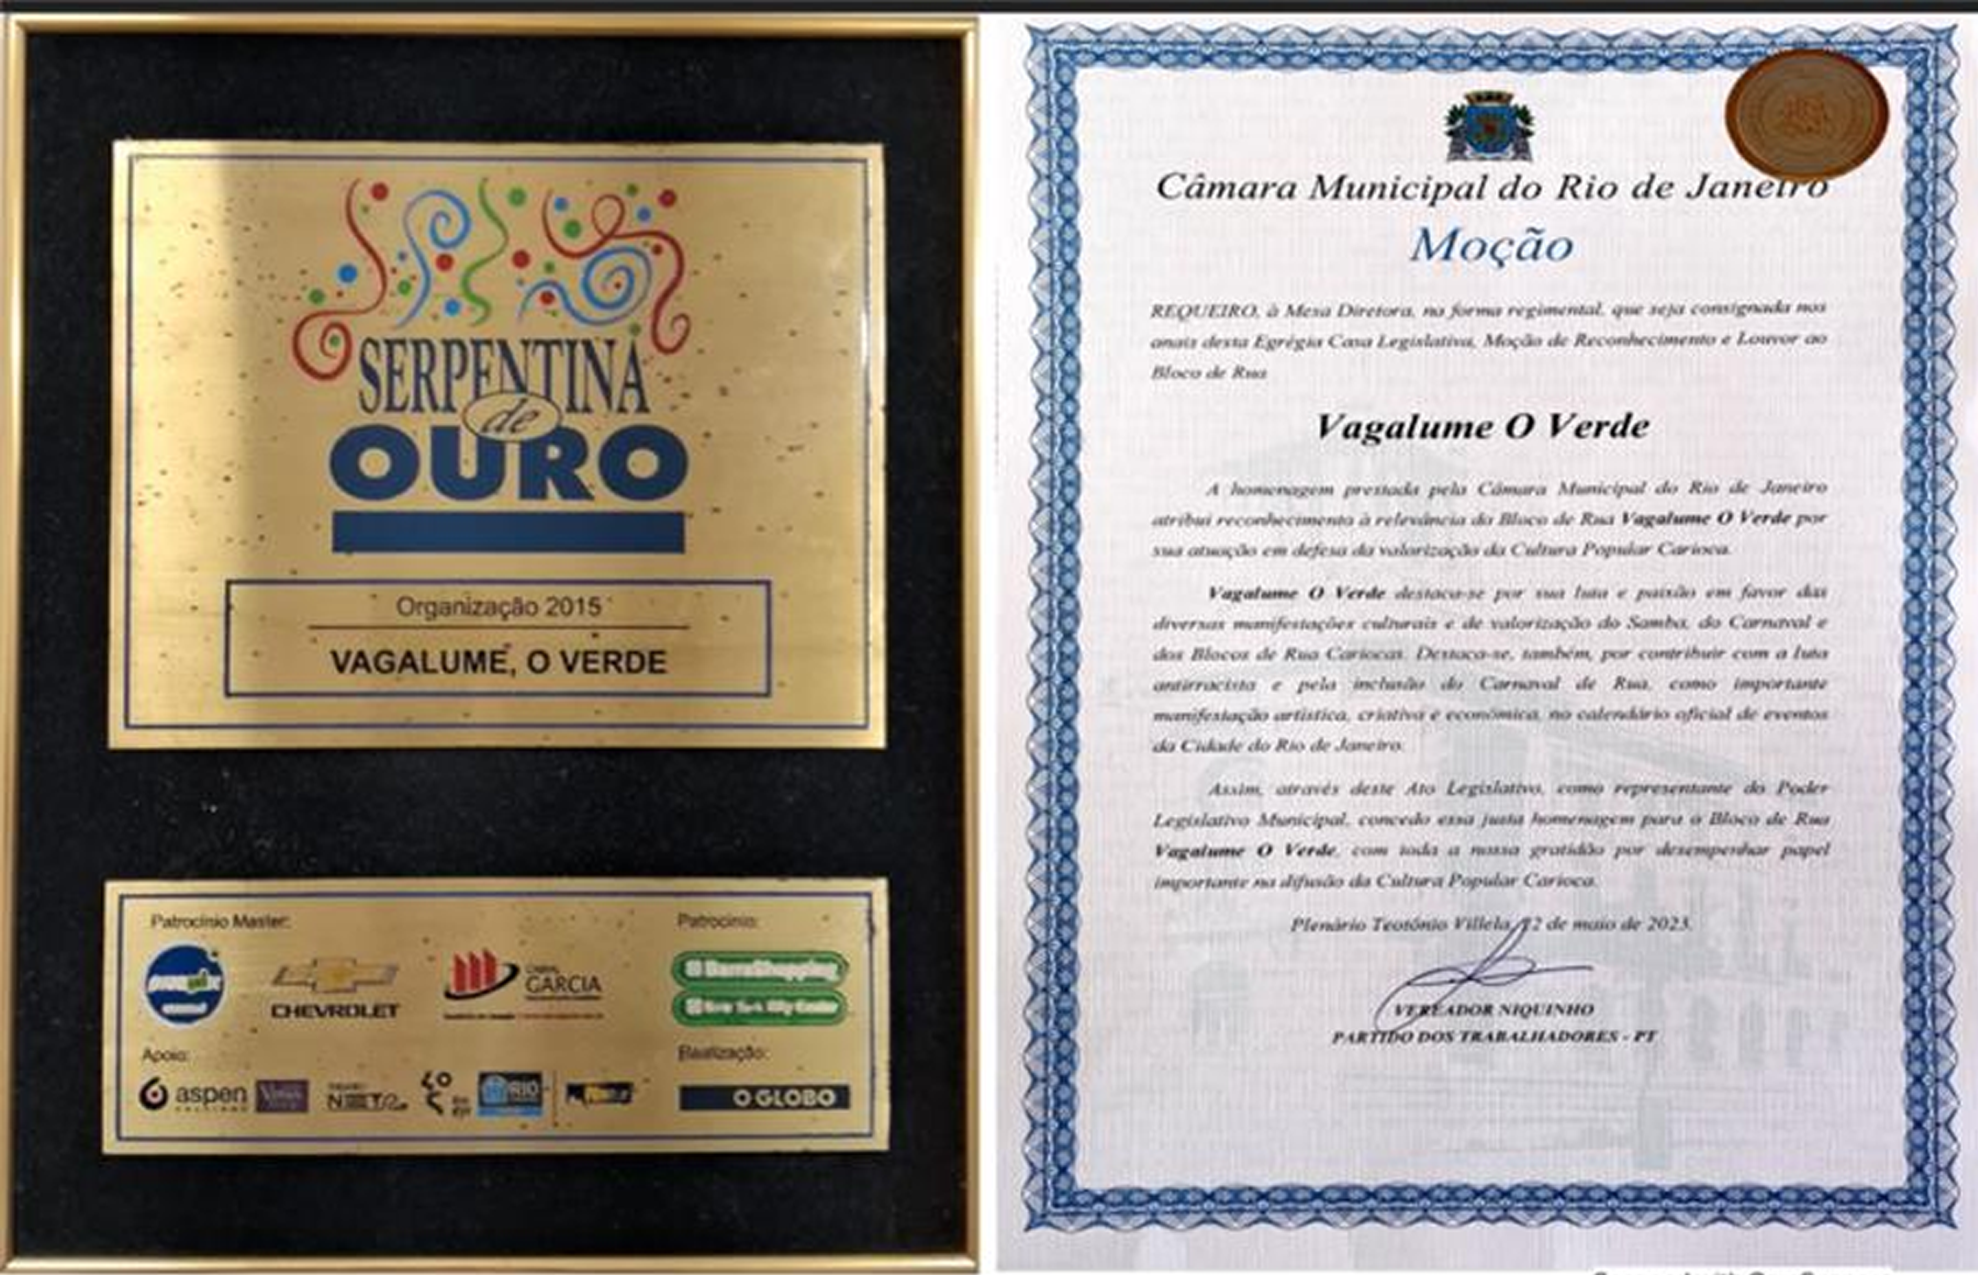 SERPENTINA
de
OURO
Organização 2015
VAGALUME, O VERDE
Patrocínio Master:
Patrocínio:
CHEVROLET
GARCIA
BarraShopping
New York City Center
Apoio:
Realização:
aspen
RIO
O GLOBO
Câmara Municipal do Rio de Janeiro
Moção
REQUEIRO, à Mesa Diretora, na forma regimental, que seja consignada nos
anais desta Egrégia Casa Legislativa, Moção de Reconhecimento e Louvor ao
Bloco de Rua
Vagalume O Verde
A homenagem prestada pela Câmara Municipal do Rio de Janeiro
atribui reconhecimento à relevância do Bloco de Rua Vagalume O Verde por
sua atuação em defesa da valorização da Cultura Popular Carioca.
Vagalume O Verde destaca-se por sua luta e paixão em favor das
diversas manifestações culturais e de valorização do Samba, do Carnaval e
dos Blocos de Rua Cariocas. Destaca-se, também, por contribuir com a luta
antirracista e pela inclusão do Carnaval de Rua, como importante
manifestação artística, criativa e econômica, no calendário oficial de eventos
da Cidade do Rio de Janeiro.
Assim, através deste Ato Legislativo, como representante do Poder
Legislativo Municipal, concedo essa justa homenagem para o Bloco de Rua
Vagalume O Verde, com toda a nossa gratidão por desempenhar papel
importante na difusão da Cultura Popular Carioca.
Plenário Teotônio Villela, 12 de maio de 2023.
VEREADOR NIQUINHO
PARTIDO DOS TRABALHADORES - PT